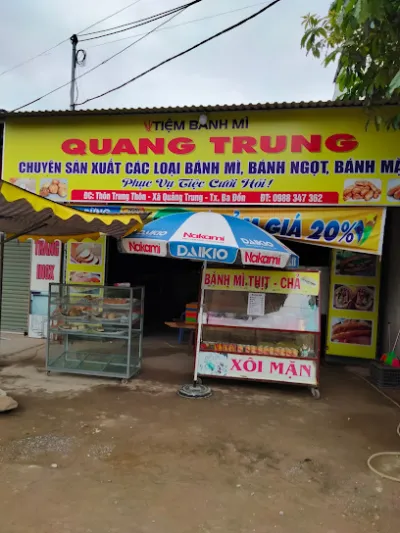 TIỆM BÁNH MÌ
QUANG TRUNG
CHUYÊN SẢN XUẤT CÁC LOẠI BÁNH MÌ, BÁNH NGỌT, BÁNH MẶ
Phục Vụ Tiệc Cưới Hỏi!
ĐC: Thôn Trung Thôn - Xã Quảng Trung - Tx. Ba Đồn ĐT: 0988 347 362
GIÁ 20%
Nakami
DAIKIO
Nakami
DAIKIO
Nakami
BÁNH MÌ THỊT - CHẢ
XÔI MẶN